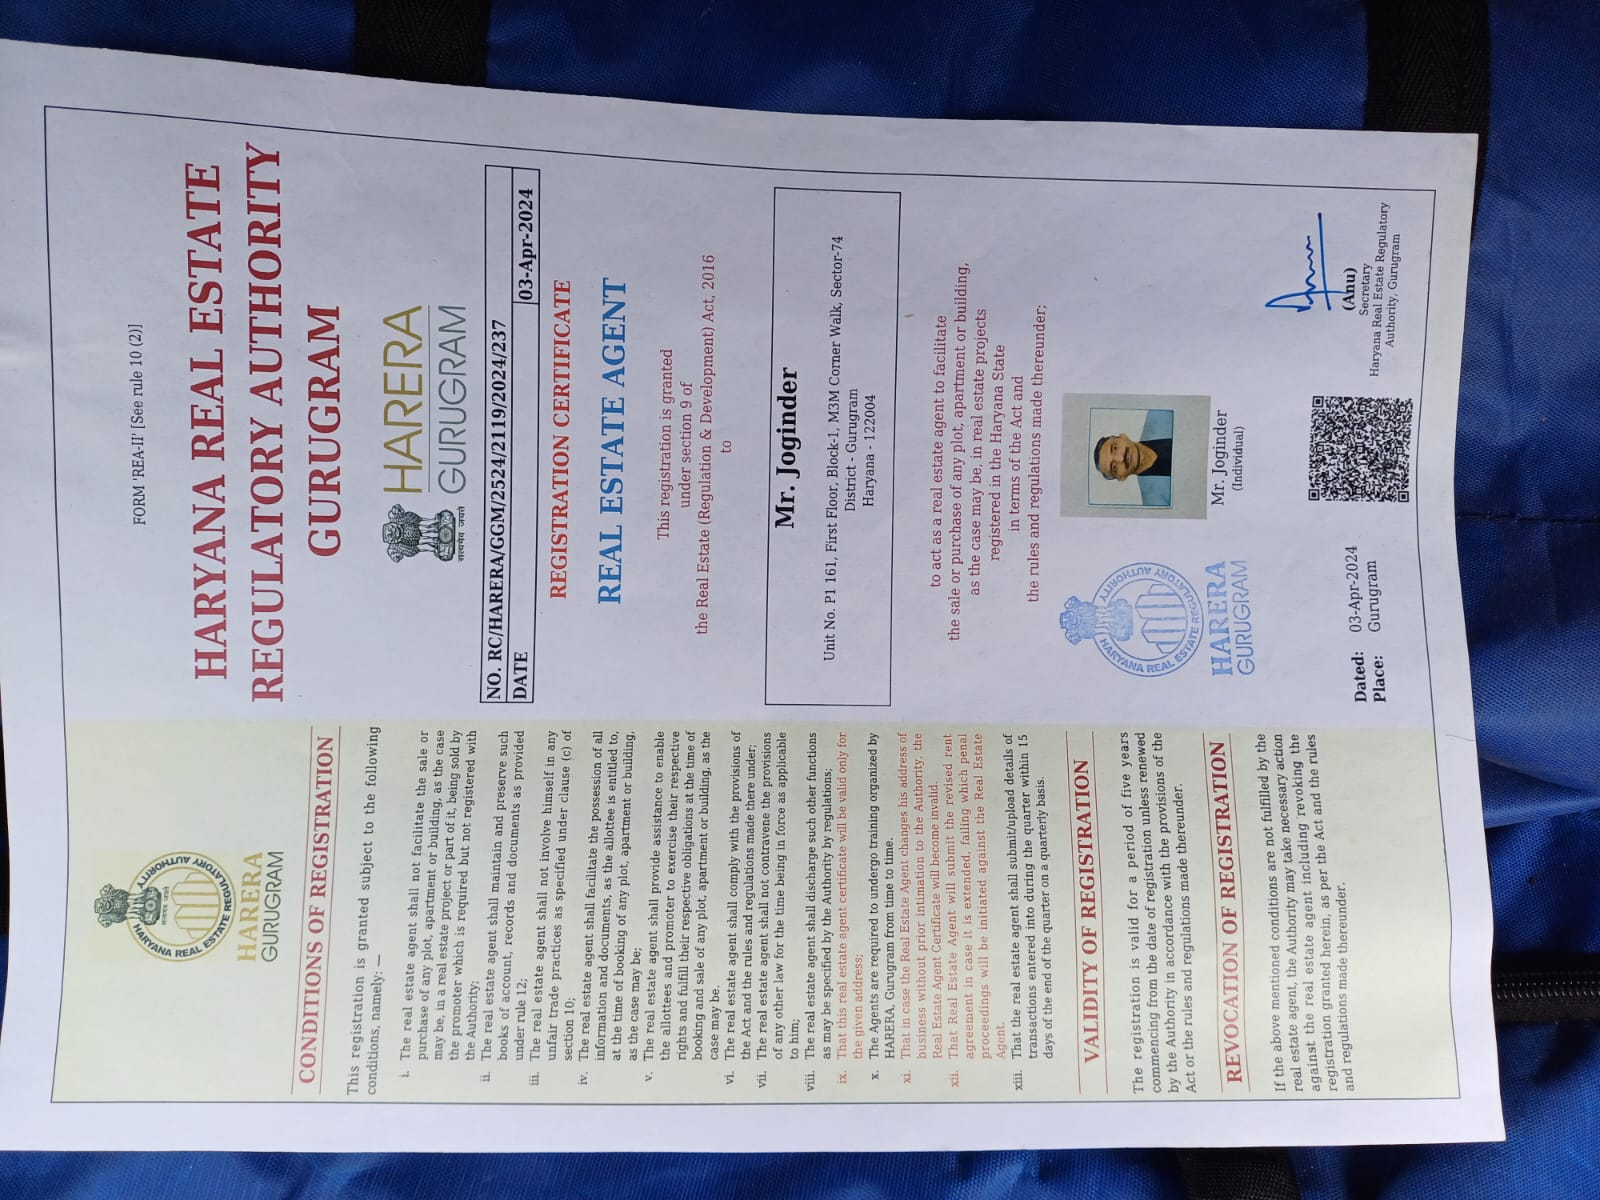 HARYANA REAL ESTATE REGULATORY AUTHORITY
सत्यमेव जयते
HARERA
GURUGRAM
CONDITIONS OF REGISTRATION
This registration is granted subject to the following
conditions, namely: —
i. The real estate agent shall not facilitate the sale or
purchase of any plot, apartment or building, as the case
may be, in a real estate project or part of it, being sold by
the promoter which is required but not registered with
the Authority;
ii. The real estate agent shall maintain and preserve such
books of account, records and documents as provided
under rule 12;
iii. The real estate agent shall not involve himself in any
unfair trade practices as specified under clause (c) of
section 10;
iv. The real estate agent shall facilitate the possession of all
information and documents, as the allottee is entitled to,
at the time of booking of any plot, apartment or building,
as the case may be;
v. The real estate agent shall provide assistance to enable
the allottees and promoter to exercise their respective
rights and fulfill their respective obligations at the time of
booking and sale of any plot, apartment or building, as the
case may be.
vi. The real estate agent shall comply with the provisions of
the Act and the rules and regulations made there under;
vii. The real estate agent shall not contravene the provisions
of any other law for the time being in force as applicable
to him;
viii. The real estate agent shall discharge such other functions
as may be specified by the Authority by regulations;
ix. That this real estate agent certificate will be valid only for
the given address;
x. The Agents are required to undergo training organized by
HARERA, Gurugram from time to time.
xi. That in case the Real Estate Agent changes his address of
business without prior intimation to the Authority, the
Real Estate Agent Certificate will become invalid.
xii. That Real Estate Agent will submit the revised rent
agreement in case it is extended, failing which penal
proceedings will be initiated against the Real Estate
Agent.
xiii. That the real estate agent shall submit/upload details of
transactions entered into during the quarter within 15
days of the end of the quarter on a quarterly basis.
VALIDITY OF REGISTRATION
The registration is valid for a period of five years
commencing from the date of registration unless renewed
by the Authority in accordance with the provisions of the
Act or the rules and regulations made thereunder.
REVOCATION OF REGISTRATION
If the above mentioned conditions are not fulfilled by the
real estate agent, the Authority may take necessary action
against the real estate agent including revoking the
registration granted herein, as per the Act and the rules
and regulations made thereunder.
FORM 'REA-II' [See rule 10 (2)]
HARYANA REAL ESTATE
REGULATORY AUTHORITY
GURUGRAM
सत्यमेव जयते
HARERA
GURUGRAM
NO. RC/HARERA/GGM/2524/2119/2024/237
DATE 03-Apr-2024
REGISTRATION CERTIFICATE
REAL ESTATE AGENT
This registration is granted
under section 9 of
the Real Estate (Regulation & Development) Act, 2016
to
Mr. Joginder
Unit No. P1 161, First Floor, Block-1, M3M Corner Walk, Sector-74
District - Gurugram
Haryana - 122004
to act as a real estate agent to facilitate
the sale or purchase of any plot, apartment or building,
as the case may be, in real estate projects
registered in the Haryana State
in terms of the Act and
the rules and regulations made thereunder;
HARYANA REAL ESTATE REGULATORY AUTHORITY
HARERA
GURUGRAM
Mr. Joginder
(Individual)
Dated: 03-Apr-2024
Place: Gurugram
(Anu)
Secretary
Haryana Real Estate Regulatory
Authority, Gurugram